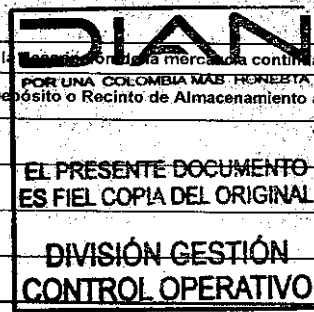 DIAN
la mercancía
POR UNA COLOMBIA MÁS HONESTA
Depósito o Recinto de Almacenamiento
EL PRESENTE DOCUMENTO
ES FIEL COPIA DEL ORIGINAL
DIVISIÓN GESTIÓN
CONTROL OPERATIVO